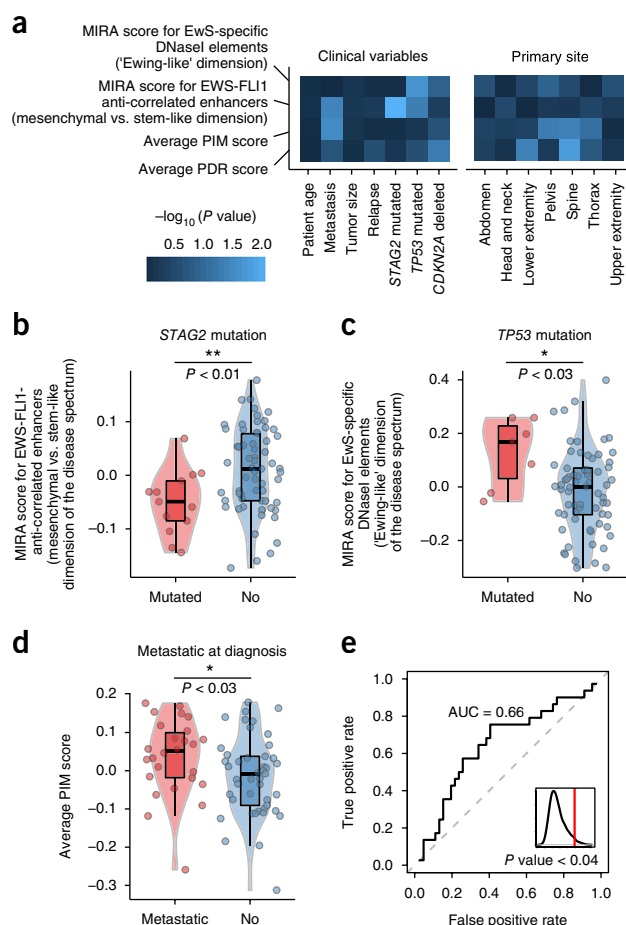 a
MIRA score for EwS-specific
DNaseI elements
('Ewing-like' dimension)
MIRA score for EWS-FLI1
anti-correlated enhancers
(mesenchymal vs. stem-like dimension)
Average PIM score
Average PDR score
Clinical variables
Primary site
Patient age
Metastasis
Tumor size
Relapse
STAG2 mutated
TP53 mutated
CDKN2A deleted
Abdomen
Head and neck
Lower extremity
Pelvis
Spine
Thorax
Upper extremity
–log10 (P value)
0.5 1.0 1.5 2.0
b
STAG2 mutation
**
P < 0.01
MIRA score for EWS-FLI1-
anti-correlated enhancers
(mesenchymal vs. stem-like
dimension of the disease spectrum)
0.1
0.0
−0.1
Mutated No
c
TP53 mutation
*
P < 0.03
MIRA score for EwS-specific
DNaseI elements
('Ewing-like' dimension
of the disease spectrum)
0.4
0.2
0.0
−0.2
Mutated No
d
Metastatic at diagnosis
*
P < 0.03
Average PIM score
0.2
0.1
0.0
−0.1
−0.2
−0.3
Metastatic No
e
AUC = 0.66
True positive rate
1.0
0.8
0.6
0.4
0.2
0.0
P value < 0.04
0.0 0.2 0.4 0.6 0.8 1.0
False positive rate